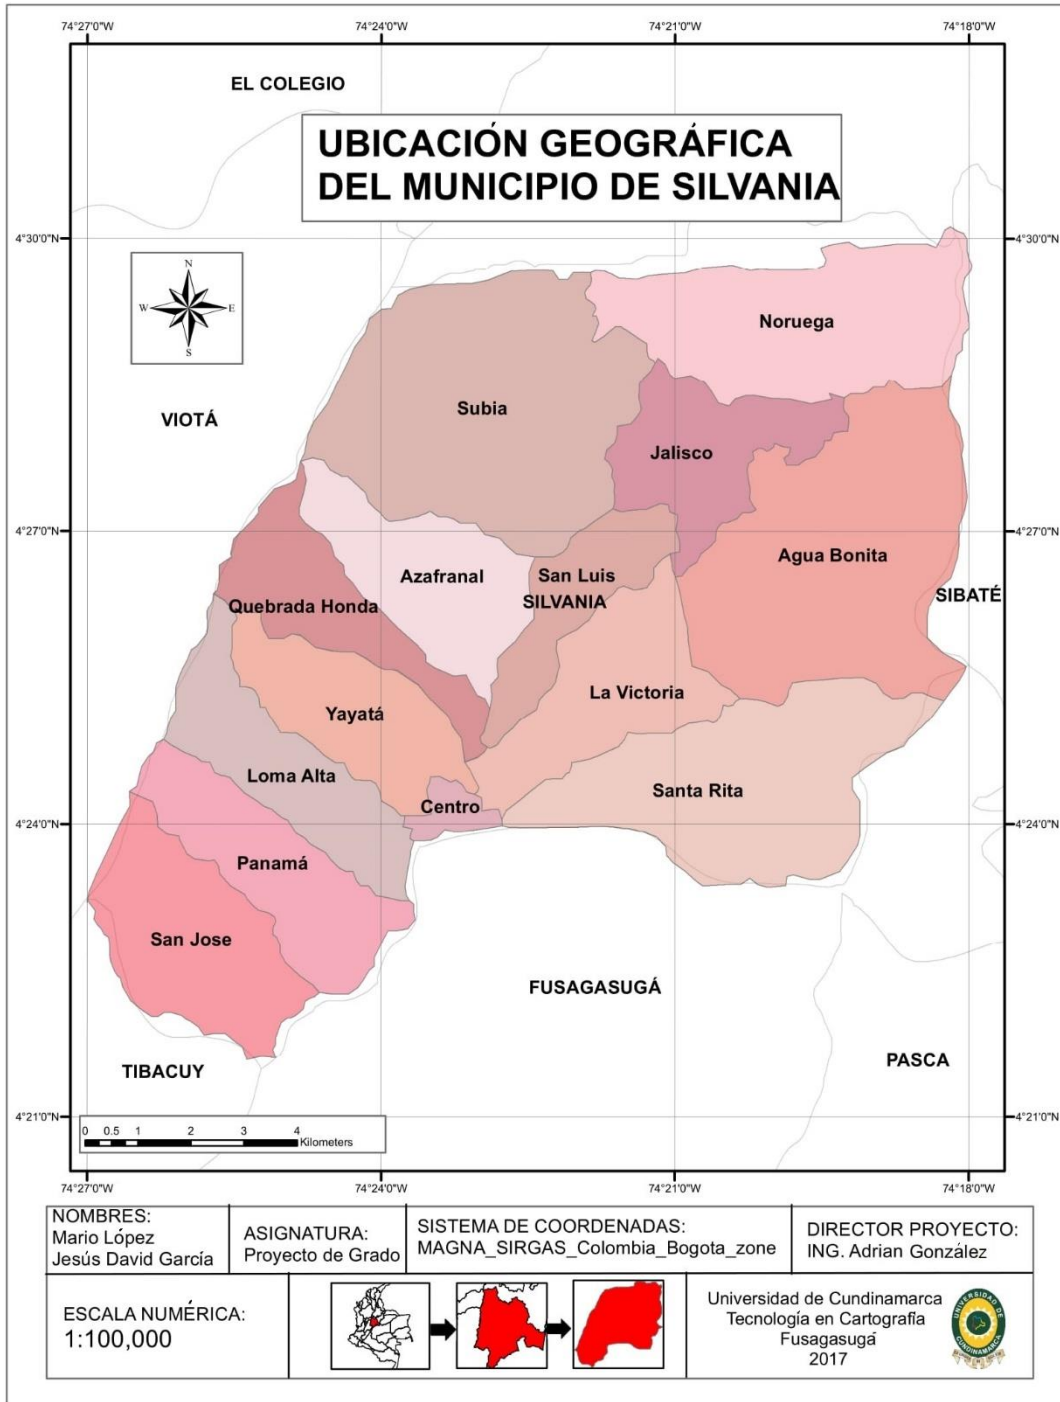 74°27'0"W 74°24'0"W 74°21'0"W 74°18'0"W
EL COLEGIO
UBICACIÓN GEOGRÁFICA
DEL MUNICIPIO DE SILVANIA
4°30'0"N 4°30'0"N
N
W E
S
Noruega
Subia
VIOTÁ
Jalisco
4°27'0"N 4°27'0"N
Agua Bonita
Azafranal
San Luis
SILVANIA
SIBATÉ
Quebrada Honda
La Victoria
Yayatá
Loma Alta
Santa Rita
Centro
4°24'0"N 4°24'0"N
Panamá
San Jose
FUSAGASUGÁ
PASCA
TIBACUY
4°21'0"N 4°21'0"N
0 0.5 1 2 3 4
Kilometers
74°27'0"W 74°24'0"W 74°21'0"W 74°18'0"W
NOMBRES:
Mario López
Jesús David García
ASIGNATURA:
Proyecto de Grado
SISTEMA DE COORDENADAS:
MAGNA_SIRGAS_Colombia_Bogota_zone
DIRECTOR PROYECTO:
ING. Adrian González
ESCALA NUMÉRICA:
1:100,000
Universidad de Cundinamarca
Tecnología en Cartografía
Fusagasugá
2017
UNIVERSIDAD DE
CUNDINAMARCA